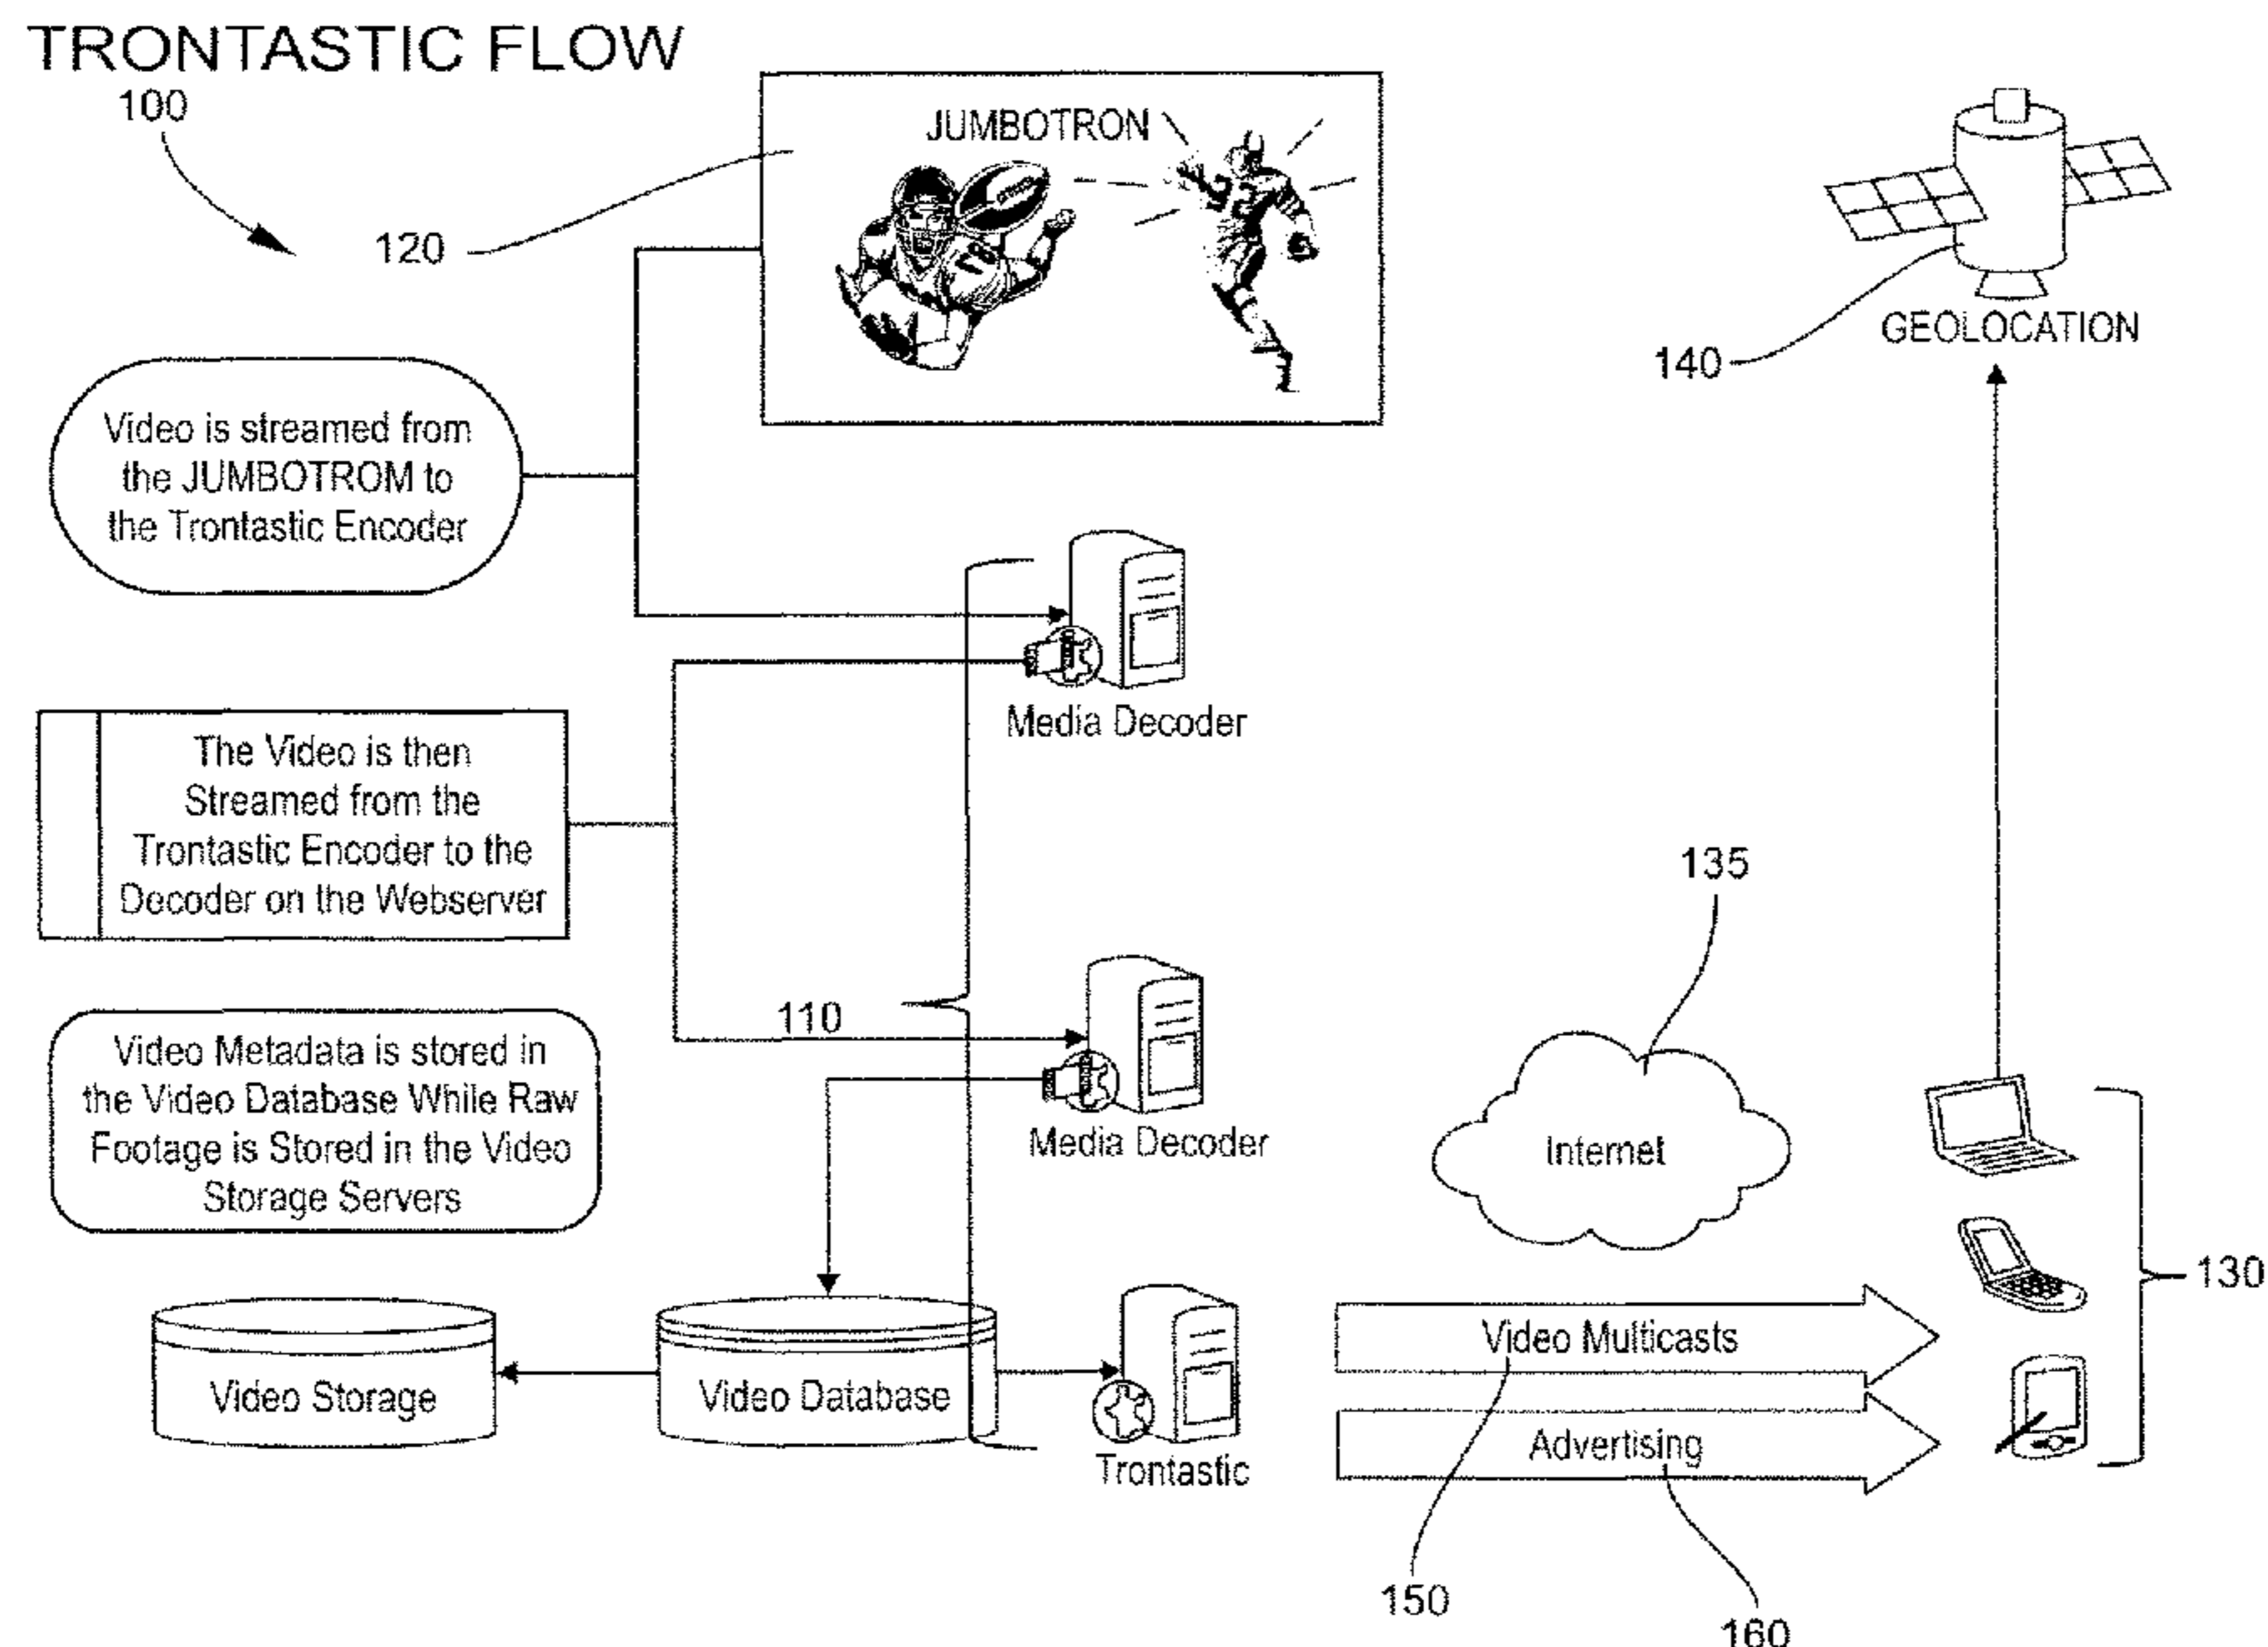 TRONTASTIC FLOW
100
120
JUMBOTRON
140
GEOLOCATION
Video is streamed from
the JUMBOTROM to
the Trontastic Encoder
Media Decoder
The Video is then
Streamed from the
Trontastic Encoder to the
Decoder on the Webserver
110
Media Decoder
135
Internet
Video Metadata is stored in
the Video Database While Raw
Footage is Stored in the Video
Storage Servers
130
Video Storage
Video Database
Trontastic
Video Multicasts
Advertising
150
160